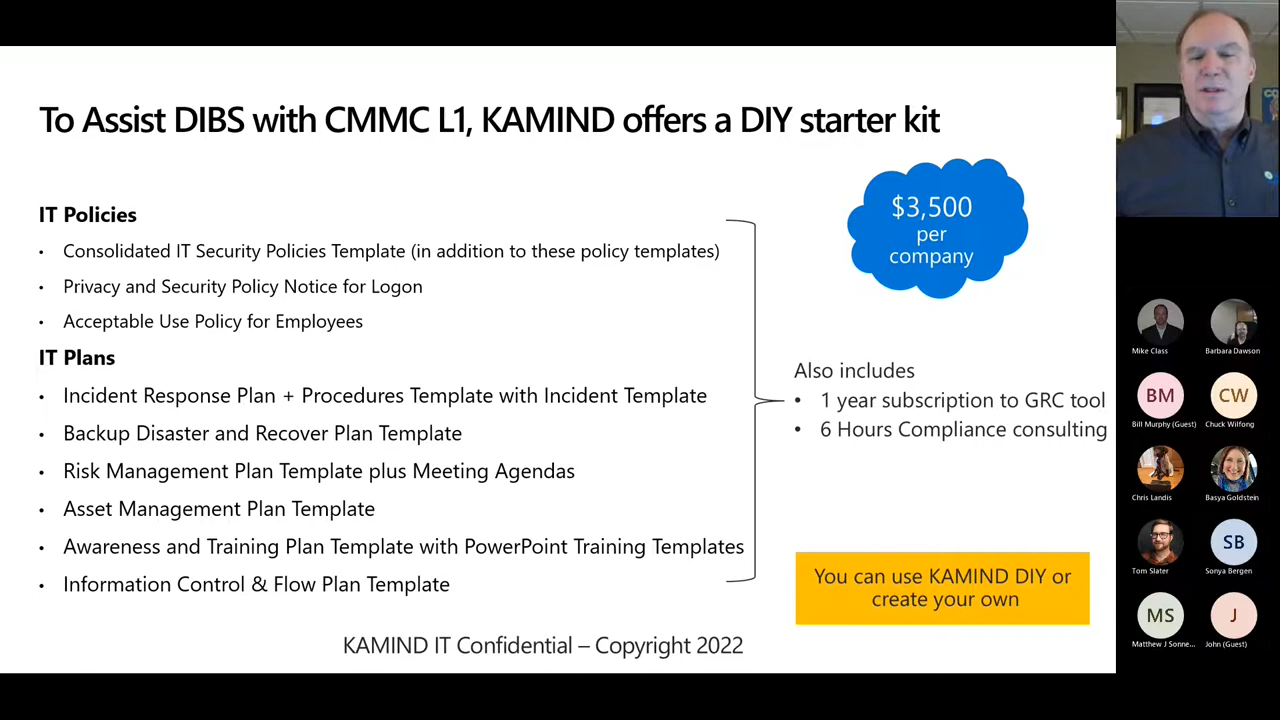 To Assist DIBS with CMMC L1, KAMIND offers a DIY starter kit
$3,500
per
company
IT Policies
• Consolidated IT Security Policies Template (in addition to these policy templates)
• Privacy and Security Policy Notice for Logon
• Acceptable Use Policy for Employees
IT Plans
• Incident Response Plan + Procedures Template with Incident Template
• Backup Disaster and Recover Plan Template
• Risk Management Plan Template plus Meeting Agendas
• Asset Management Plan Template
• Awareness and Training Plan Template with PowerPoint Training Templates
• Information Control & Flow Plan Template
Also includes
• 1 year subscription to GRC tool
• 6 Hours Compliance consulting
You can use KAMIND DIY or
create your own
KAMIND IT Confidential – Copyright 2022
Mike Class
Barbara Dawson
BM
Bill Murphy (Guest)
CW
Chuck Wilfong
Chris Landis
Basya Goldstein
Tom Slater
SB
Sonya Bergen
MS
Matthew J Sonne...
J
John (Guest)